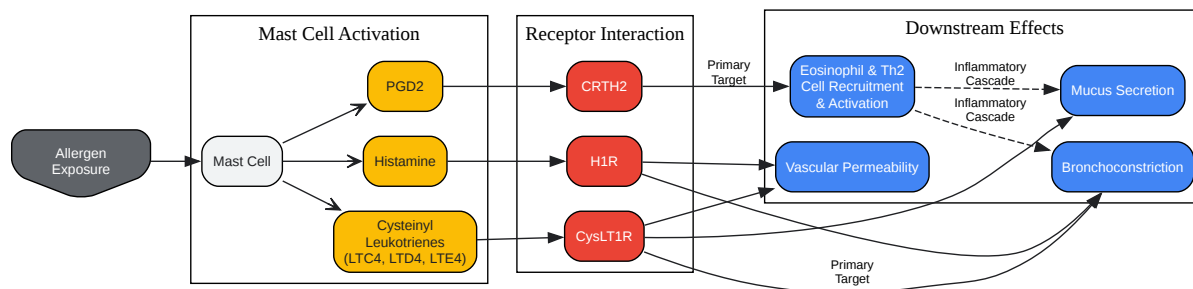 Mast Cell Activation
Receptor Interaction
Downstream Effects
Allergen
Exposure
Mast Cell
PGD2
Histamine
Cysteinyl
Leukotrienes
(LTC4, LTD4, LTE4)
CRTH2
H1R
CysLT1R
Primary
Target
Eosinophil & Th2
Cell Recruitment
& Activation
Vascular Permeability
Inflammatory
Cascade
Inflammatory
Cascade
Mucus Secretion
Bronchoconstriction
Primary
Target